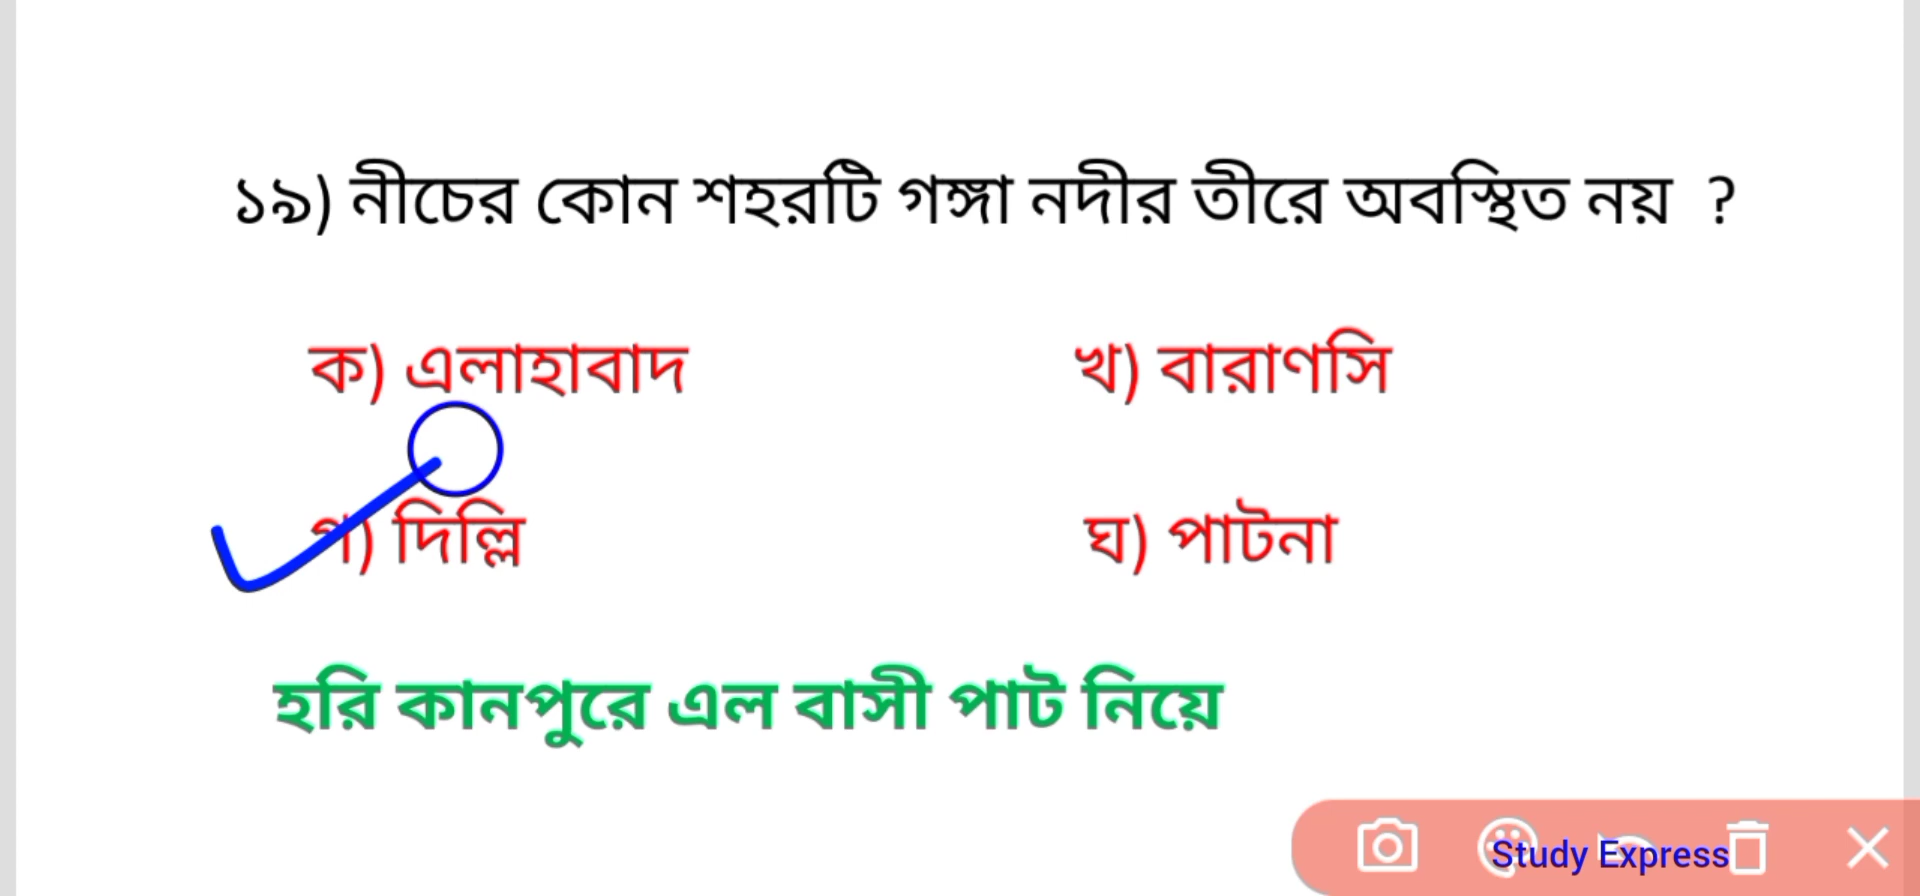 ১৯) নীচের কোন শহরটি গঙ্গা নদীর তীরে অবস্থিত নয় ?
ক) এলাহাবাদ
খ) বারাণসি
গ) দিল্লি
ঘ) পাটনা
হরি কানপুরে এল বাসী পাট নিয়ে
Study Express